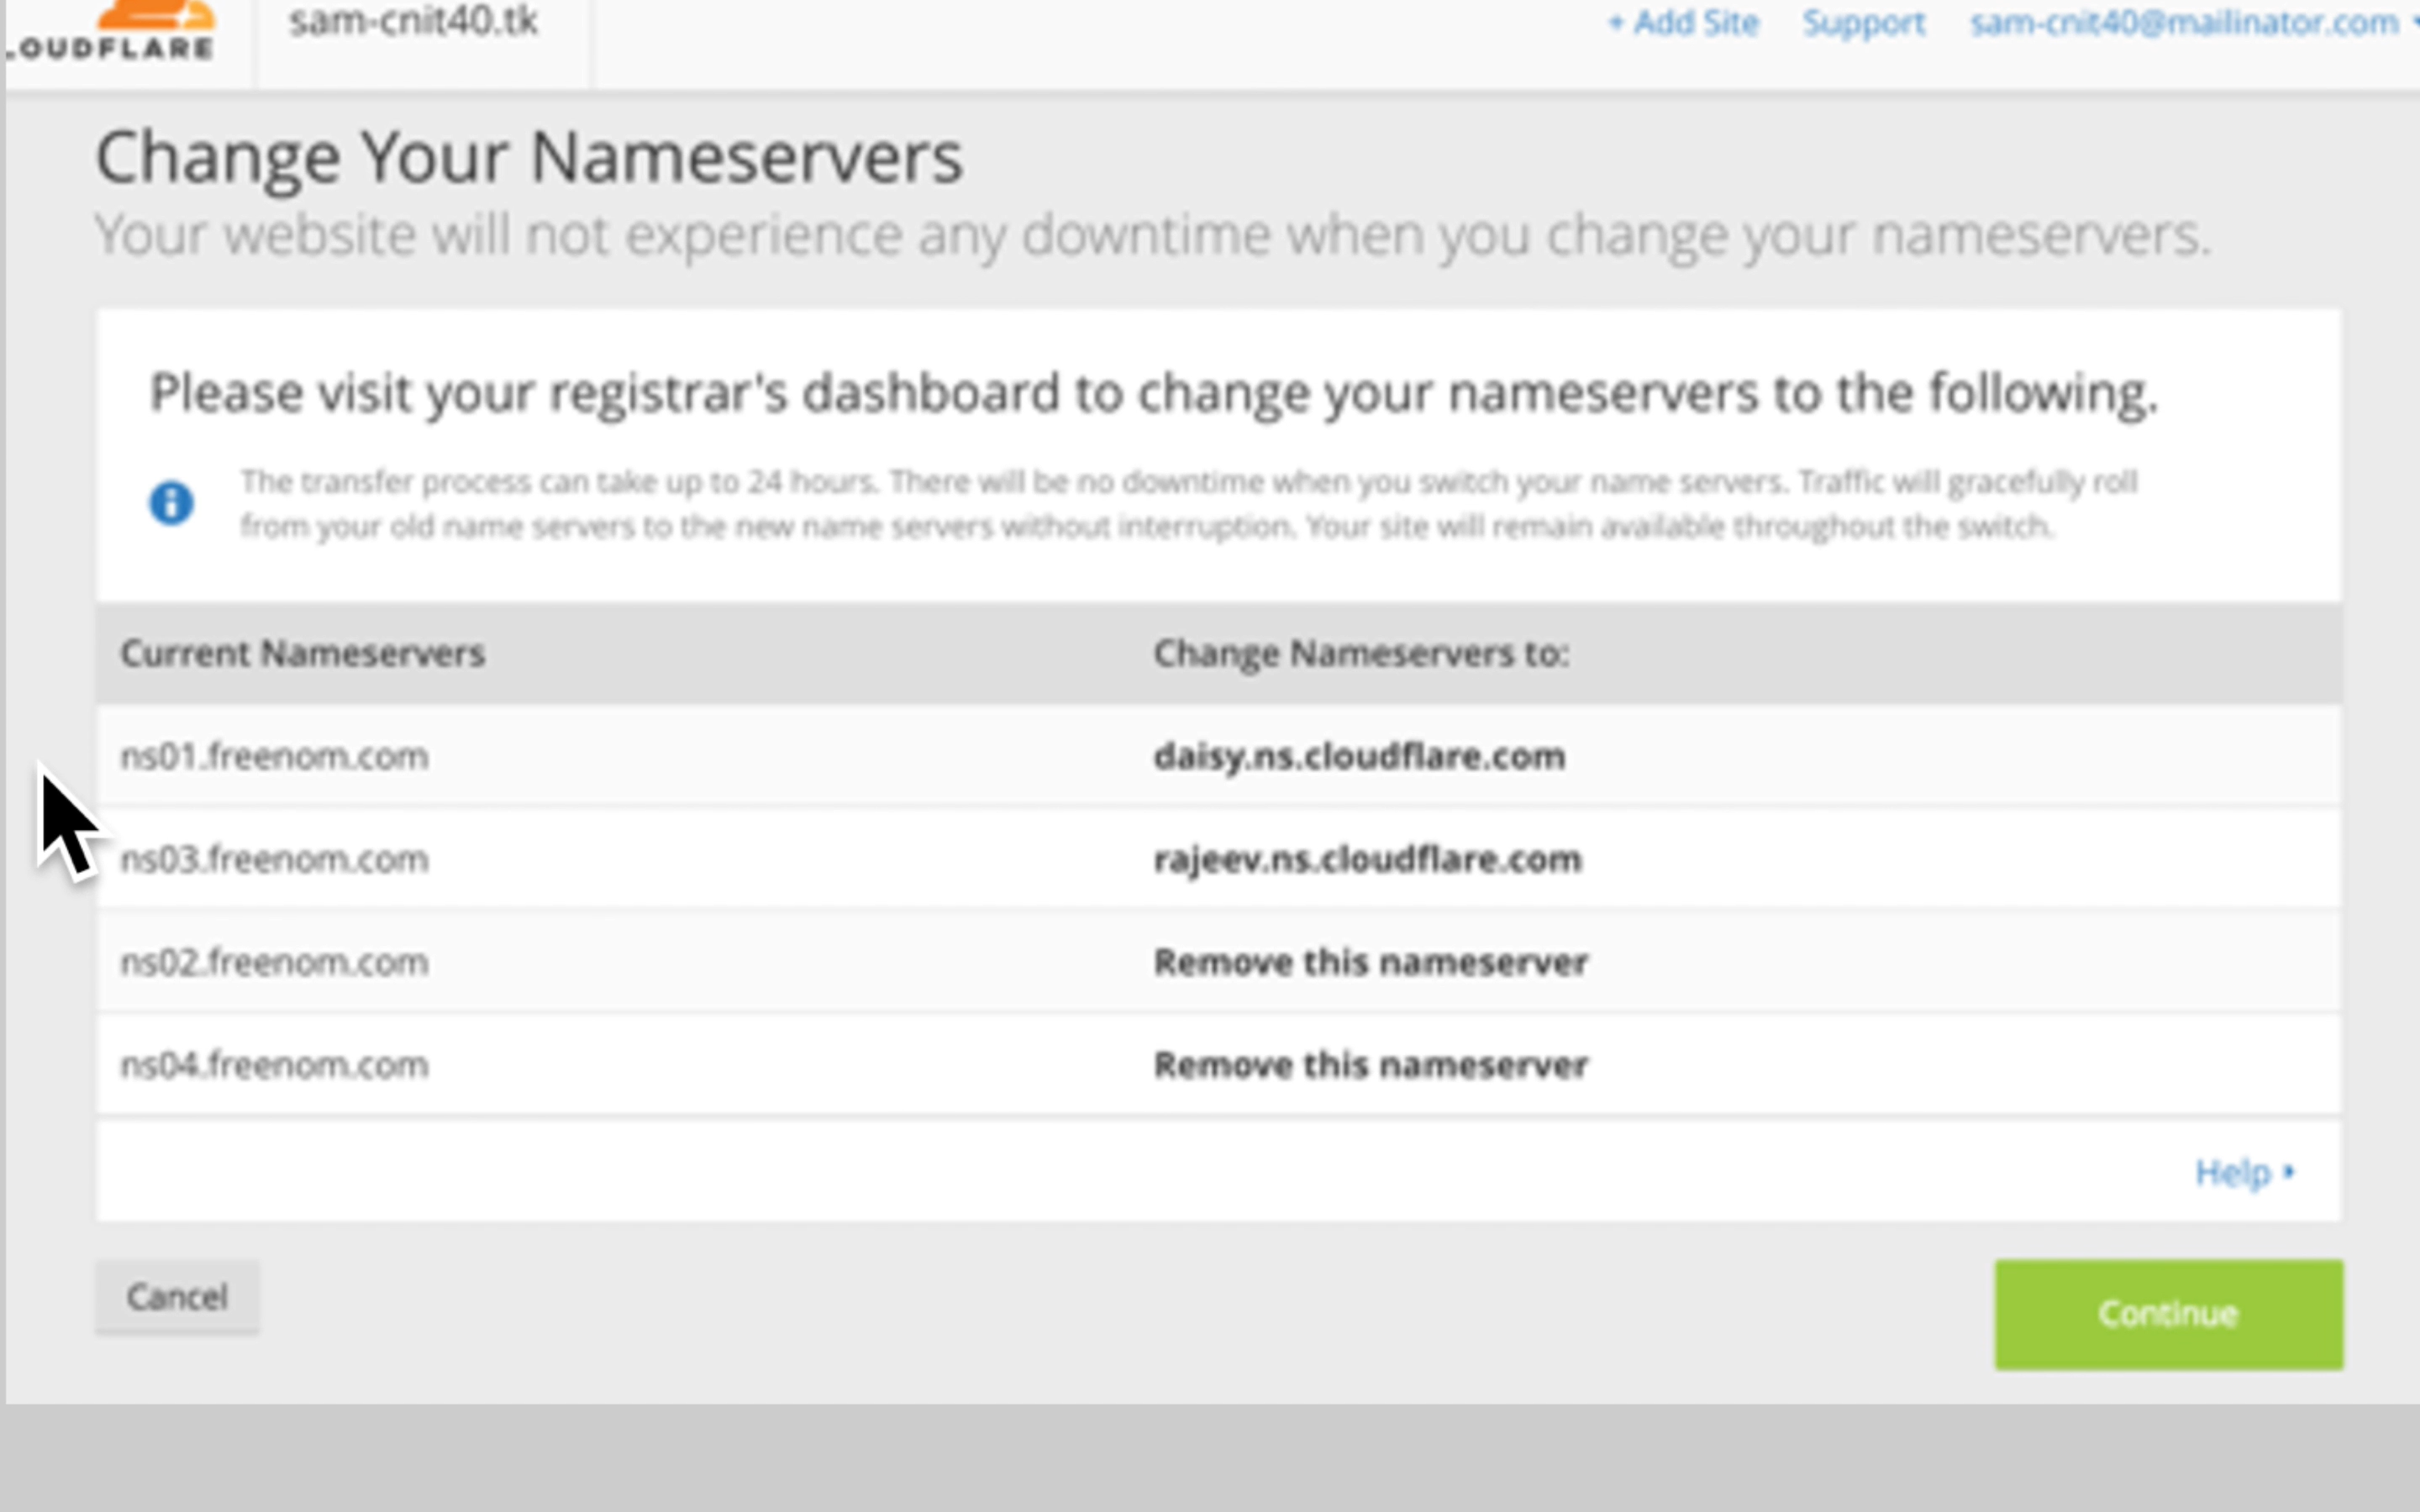 LOUDFLARE
sam-cnit40.tk
+ Add Site
Support
sam-cnit40@mailinator.com
Change Your Nameservers
Your website will not experience any downtime when you change your nameservers.
Please visit your registrar's dashboard to change your nameservers to the following.
The transfer process can take up to 24 hours. There will be no downtime when you switch your name servers. Traffic will gracefully roll
from your old name servers to the new name servers without interruption. Your site will remain available throughout the switch.
Current Nameservers
Change Nameservers to:
ns01.freenom.com
daisy.ns.cloudflare.com
ns03.freenom.com
rajeev.ns.cloudflare.com
ns02.freenom.com
Remove this nameserver
ns04.freenom.com
Remove this nameserver
Help
Cancel
Continue